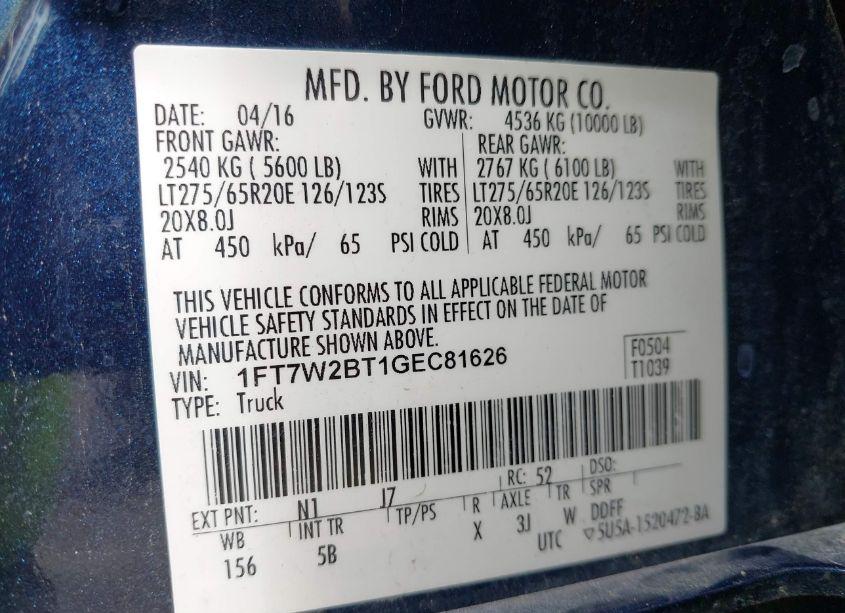 MFD. BY FORD MOTOR CO.
DATE: 04/16 GVWR: 4536 KG (10000 LB)
FRONT GAWR: REAR GAWR:
2540 KG ( 5600 LB) WITH 2767 KG ( 6100 LB) WITH
LT275/65R20E 126/123S TIRES LT275/65R20E 126/123S TIRES
20X8.0J RIMS 20X8.0J RIMS
AT 450 kPa/ 65 PSI COLD AT 450 kPa/ 65 PSI COLD
THIS VEHICLE CONFORMS TO ALL APPLICABLE FEDERAL MOTOR
VEHICLE SAFETY STANDARDS IN EFFECT ON THE DATE OF
MANUFACTURE SHOWN ABOVE.
VIN: 1FT7W2BT1GEC81626 F0504
TYPE: Truck T1039
EXT PNT: N1 J7 RC: 52 DSO:
WB INT TR TP/PS R AXLE TR SPR
156 5B X 3J W DDFF
UTC ▽5U5A-1520472-BA